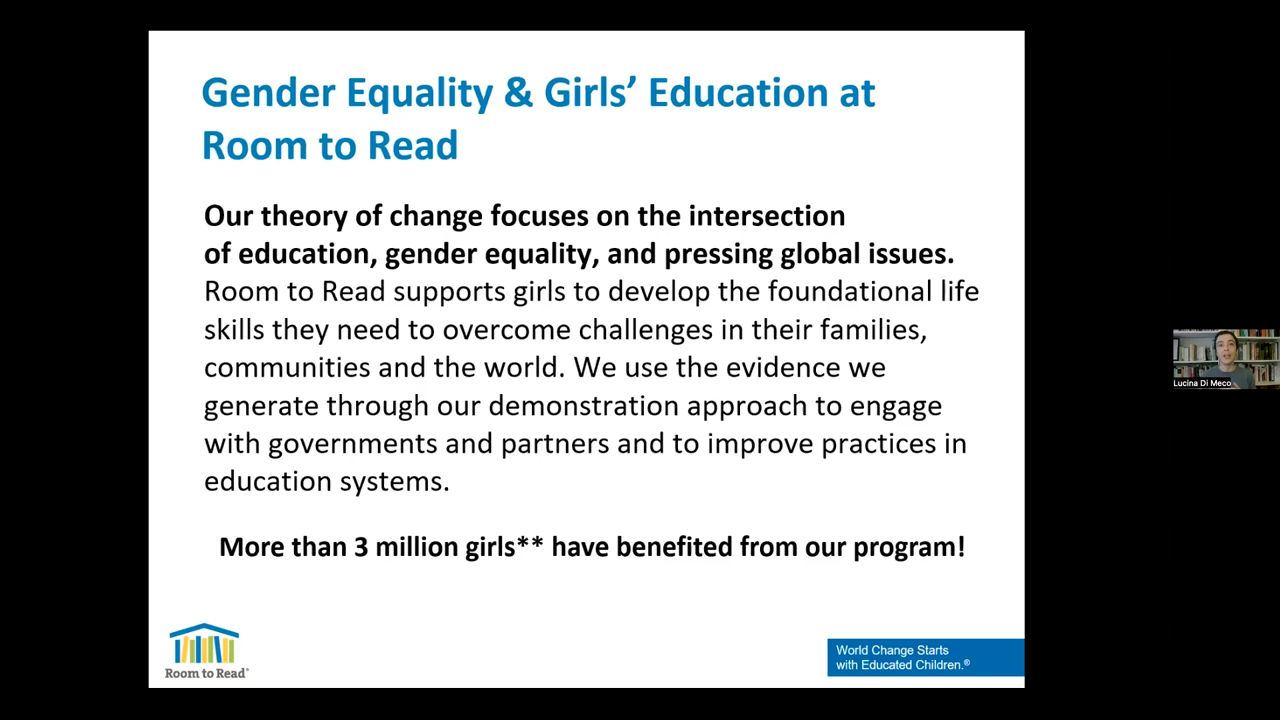 Gender Equality & Girls’ Education at
Room to Read
Our theory of change focuses on the intersection
of education, gender equality, and pressing global issues.
Room to Read supports girls to develop the foundational life
skills they need to overcome challenges in their families,
communities and the world. We use the evidence we
generate through our demonstration approach to engage
with governments and partners and to improve practices in
education systems.
More than 3 million girls** have benefited from our program!
Room to Read®
World Change Starts
with Educated Children.®
Lucina Di Meco